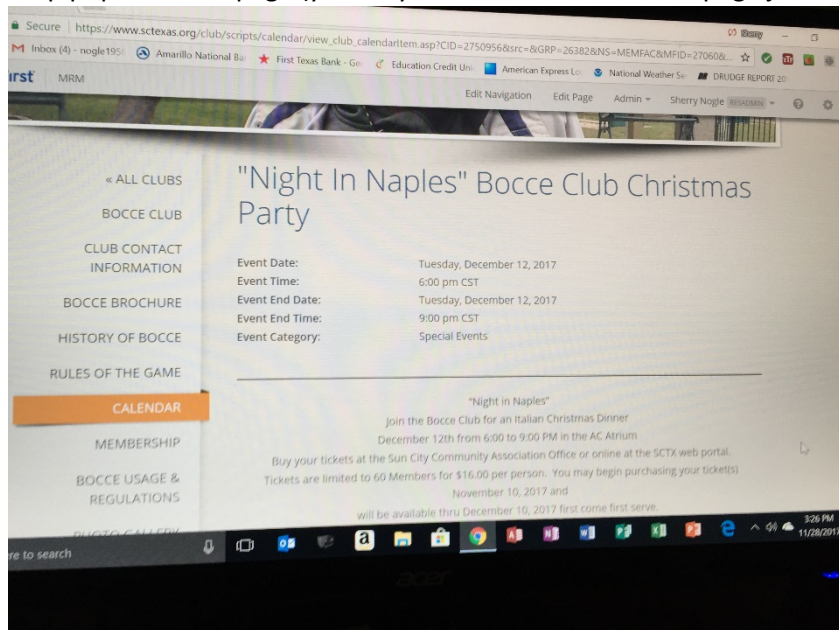 Secure https://www.sctexas.org/club/scripts/calendar/view_club_calendarItem.asp?CID=2750956&src=&GRP=26382&NS=MEMFAC&MFID=27060&...
Inbox (4) - nogle195 Amarillo National Ba First Texas Bank - Ge Education Credit Uni American Express Lo National Weather Se DRUDGE REPORT 20
MRM
Edit Navigation Edit Page Admin Sherry Nogle
« ALL CLUBS
BOCCE CLUB
CLUB CONTACT
INFORMATION
BOCCE BROCHURE
HISTORY OF BOCCE
RULES OF THE GAME
CALENDAR
MEMBERSHIP
BOCCE USAGE &
REGULATIONS
PHOTO GALLERY
"Night In Naples" Bocce Club Christmas
Party
Event Date: Tuesday, December 12, 2017
Event Time: 6:00 pm CST
Event End Date: Tuesday, December 12, 2017
Event End Time: 9:00 pm CST
Event Category: Special Events
"Night in Naples"
Join the Bocce Club for an Italian Christmas Dinner
December 12th from 6:00 to 9:00 PM in the AC Atrium
Buy your tickets at the Sun City Community Association Office or online at the SCTX web portal.
Tickets are limited to 60 Members for $16.00 per person. You may begin purchasing your ticket(s)
November 10, 2017 and
will be available thru December 10, 2017 first come first serve.
re to search
3:26 PM
11/28/2017
acer